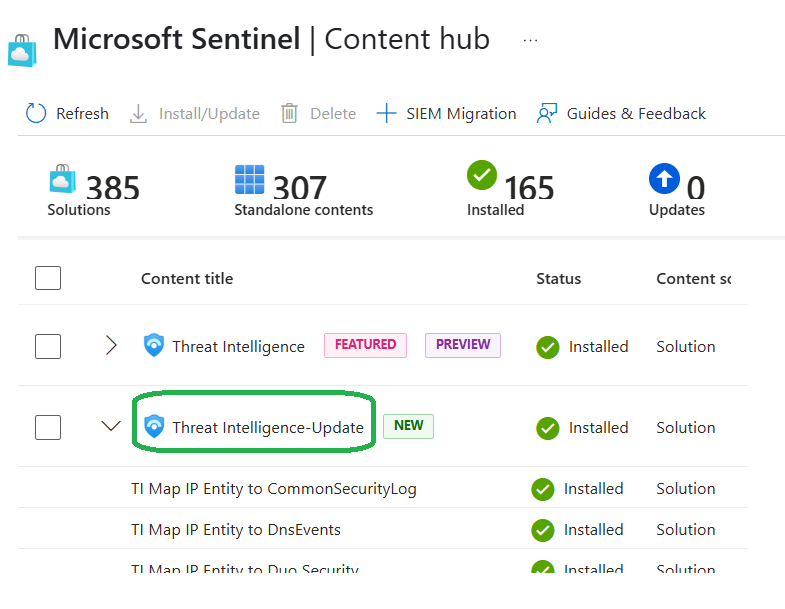 Microsoft Sentinel | Content hub ...
Refresh Install/Update Delete SIEM Migration Guides & Feedback
385 307 165 0
Solutions Standalone contents Installed Updates
Content title Status Content so
Threat Intelligence FEATURED PREVIEW Installed Solution
Threat Intelligence-Update NEW Installed Solution
TI Map IP Entity to CommonSecurityLog Installed Solution
TI Map IP Entity to DnsEvents Installed Solution
TI Map IP Entity to Duo Security Installed Solution